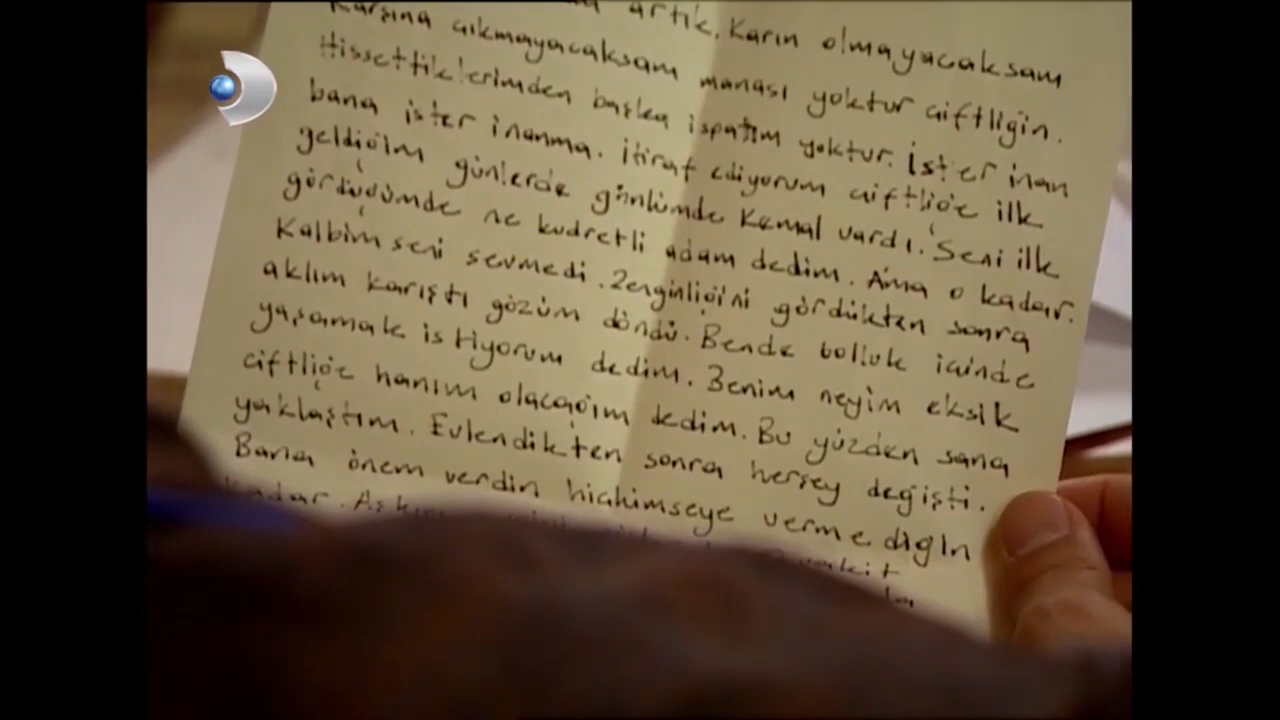 artık. Karın olmayacaksam
Karşına çıkmayacaksam manası yoktur çiftliğin.
Hissettiklerimden başka ispatım yoktur. İster inan
bana ister inanma. itiraf ediyorum çiftliğe ilk
geldiğim günlerde gönlümde Kemal vardı. Seni ilk
gördüğümde ne kudretli adam dedim. Ama o kadar.
Kalbim seni sevmedi. Zenginliğini gördükten sonra
aklım karıştı gözüm döndü. Bende bolluk içinde
yaşamak istiyorum dedim. Benim neyim eksik
çiftliğe hanım olacağım dedim. Bu yüzden sana
yaklaştım. Evlendikten sonra herşey değişti.
Bana önem verdin hiçkimseye vermediğin
kadar.